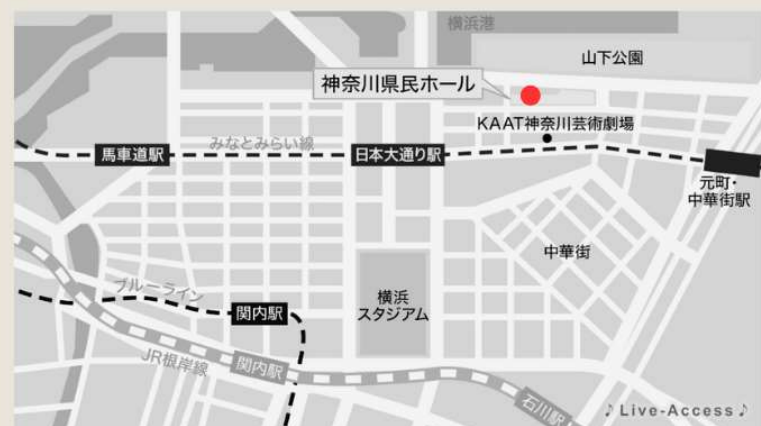 横浜港
山下公園
神奈川県民ホール
KAAT神奈川芸術劇場
みなとみらい線
馬車道駅
日本大通り駅
元町・
中華街駅
中華街
ブルーライン
関内駅
横浜
スタジアム
JR根岸線
関内駅
石川駅
♪Live-Access♪